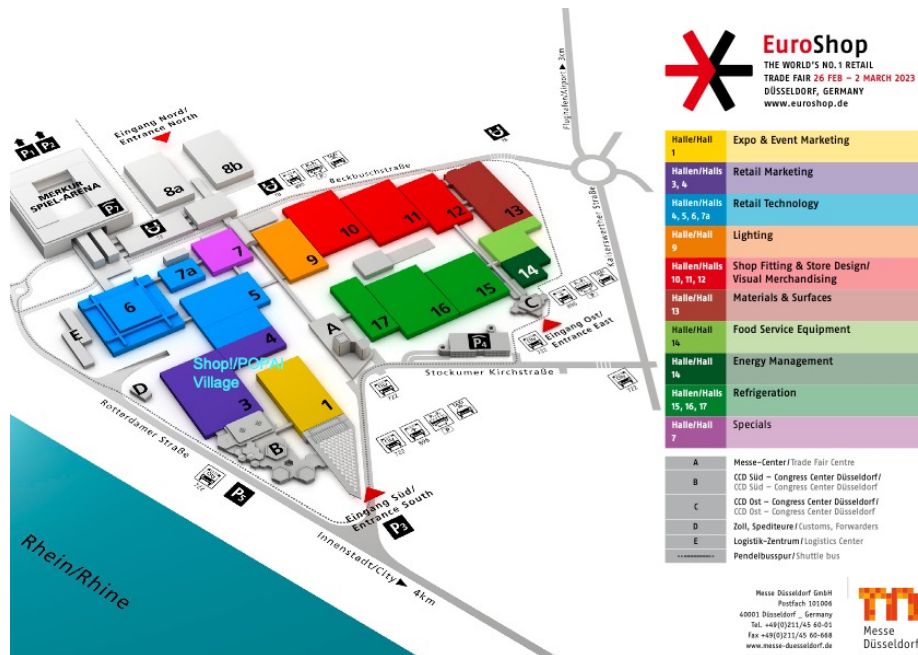 EuroShop
THE WORLD'S NO. 1 RETAIL
TRADE FAIR 26 FEB – 2 MARCH 2023
DÜSSELDORF, GERMANY
www.euroshop.de
Flughafen/Airport 3km
Eingang Nord/
Entrance North
P1 P2
MERKUR
SPIEL-ARENA
P7
8a
8b
Beckbuschstraße
Kaiserswerther Straße
7
7a
6
5
4
3
9
10
11
12
13
14
15
16
17
1
A
B
C
D
E
P4
Eingang Ost/
Entrance East
Stockumer Kirchstraße
722
Shop!/POPAI
Village
Rotterdamer Straße
P5
Eingang Süd/
Entrance South
P3
Innenstadt/City 4km
Rhein/Rhine
Halle/Hall
1
Expo & Event Marketing
Hallen/Halls
3, 4
Retail Marketing
Hallen/Halls
4, 5, 6, 7a
Retail Technology
Halle/Hall
9
Lighting
Hallen/Halls
10, 11, 12
Shop Fitting & Store Design/
Visual Merchandising
Halle/Hall
13
Materials & Surfaces
Halle/Hall
14
Food Service Equipment
Halle/Hall
14
Energy Management
Hallen/Halls
15, 16, 17
Refrigeration
Halle/Hall
7
Specials
A Messe-Center/Trade Fair Centre
B CCD Süd – Congress Center Düsseldorf/
CCD Süd – Congress Center Düsseldorf
C CCD Ost – Congress Center Düsseldorf/
CCD Ost – Congress Center Düsseldorf
D Zoll, Spediteure/Customs, Forwarders
E Logistik-Zentrum/Logistics Center
Pendelbusspur/Shuttle bus
Messe Düsseldorf GmbH
Postfach 101006
40001 Düsseldorf _ Germany
Tel. +49(0)211/45 60-01
Fax +49(0)211/45 60-668
www.messe-duesseldorf.de
Messe
Düsseldorf